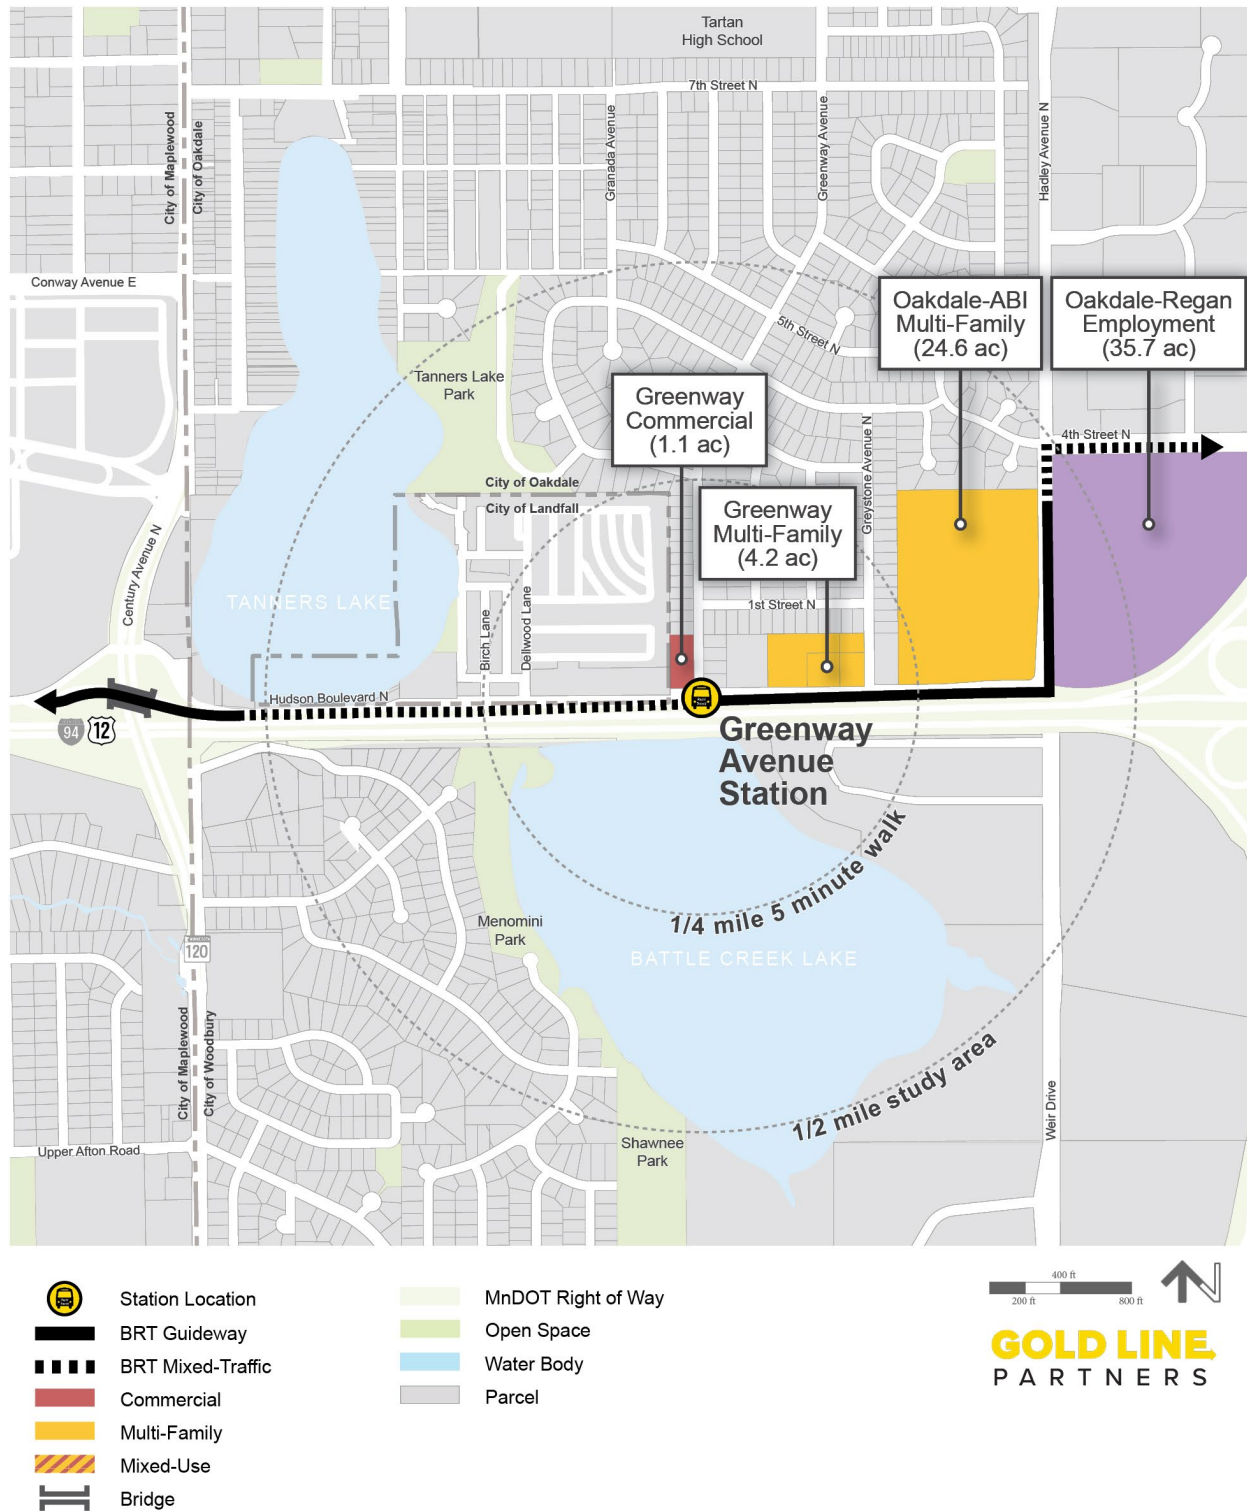 Tartan
High School
7th Street N
City of Maplewood
City of Oakdale
Granada Avenue
Greenway Avenue
Hadley Avenue N
Conway Avenue E
Oakdale-ABI
Multi-Family
(24.6 ac)
Oakdale-Regan
Employment
(35.7 ac)
5th Street N
Tanners Lake
Park
Greenway
Commercial
(1.1 ac)
4th Street N
Greystone Avenue N
City of Oakdale
City of Landfall
Greenway
Multi-Family
(4.2 ac)
Century Avenue N
TANNERS LAKE
Birch Lane
Dellwood Lane
1st Street N
Hudson Boulevard N
94
12
Greenway
Avenue
Station
1/4 mile 5 minute walk
Menomini
Park
BATTLE CREEK LAKE
120
City of Maplewood
City of Woodbury
1/2 mile study area
Weir Drive
Upper Afton Road
Shawnee
Park
Station Location
BRT Guideway
BRT Mixed-Traffic
Commercial
Multi-Family
Mixed-Use
Bridge
MnDOT Right of Way
Open Space
Water Body
Parcel
400 ft
200 ft
800 ft
N
GOLD LINE
PARTNERS